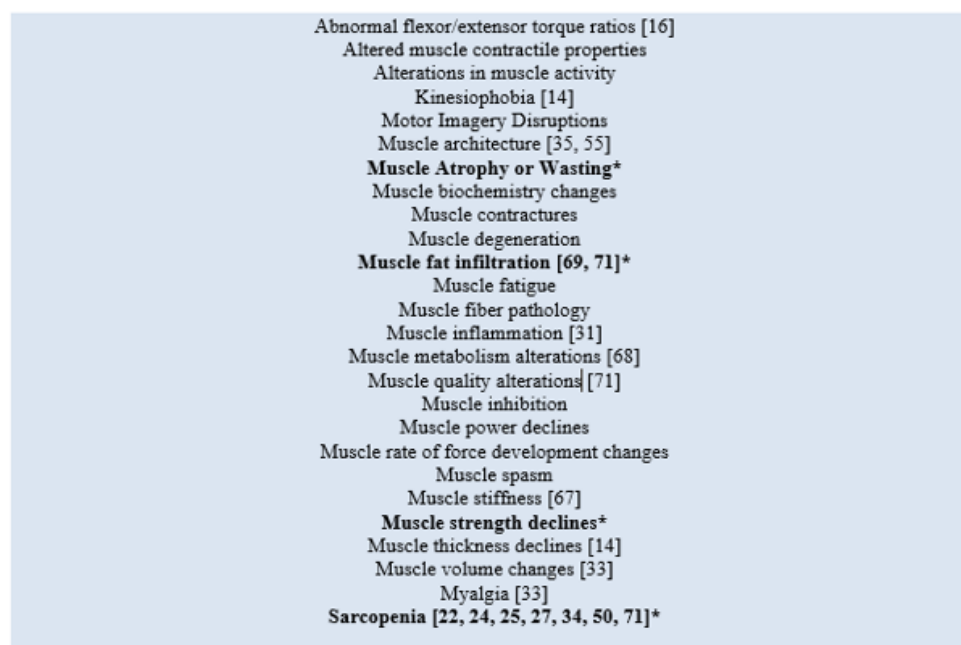 Abnormal flexor/extensor torque ratios [16]
Altered muscle contractile properties
Alterations in muscle activity
Kinesiophobia [14]
Motor Imagery Disruptions
Muscle architecture [35, 55]
Muscle Atrophy or Wasting*
Muscle biochemistry changes
Muscle contractures
Muscle degeneration
Muscle fat infiltration [69, 71]*
Muscle fatigue
Muscle fiber pathology
Muscle inflammation [31]
Muscle metabolism alterations [68]
Muscle quality alterations [71]
Muscle inhibition
Muscle power declines
Muscle rate of force development changes
Muscle spasm
Muscle stiffness [67]
Muscle strength declines*
Muscle thickness declines [14]
Muscle volume changes [33]
Myalgia [33]
Sarcopenia [22, 24, 25, 27, 34, 50, 71]*